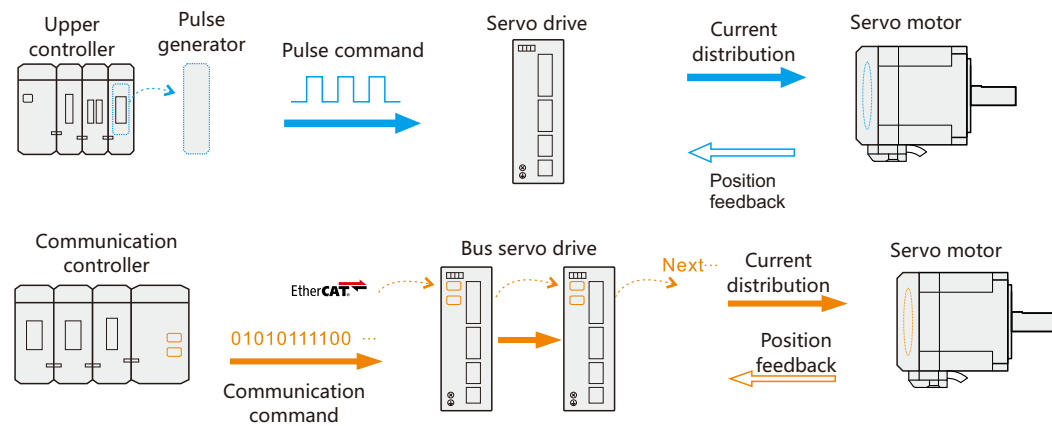 Upper
controller
Pulse
generator
Pulse command
Servo drive
Current
distribution
Servo motor
Position
feedback
Communication
controller
EtherCAT
01010111100 ···
Communication
command
Bus servo drive
Next···
Current
distribution
Position
feedback
Servo motor